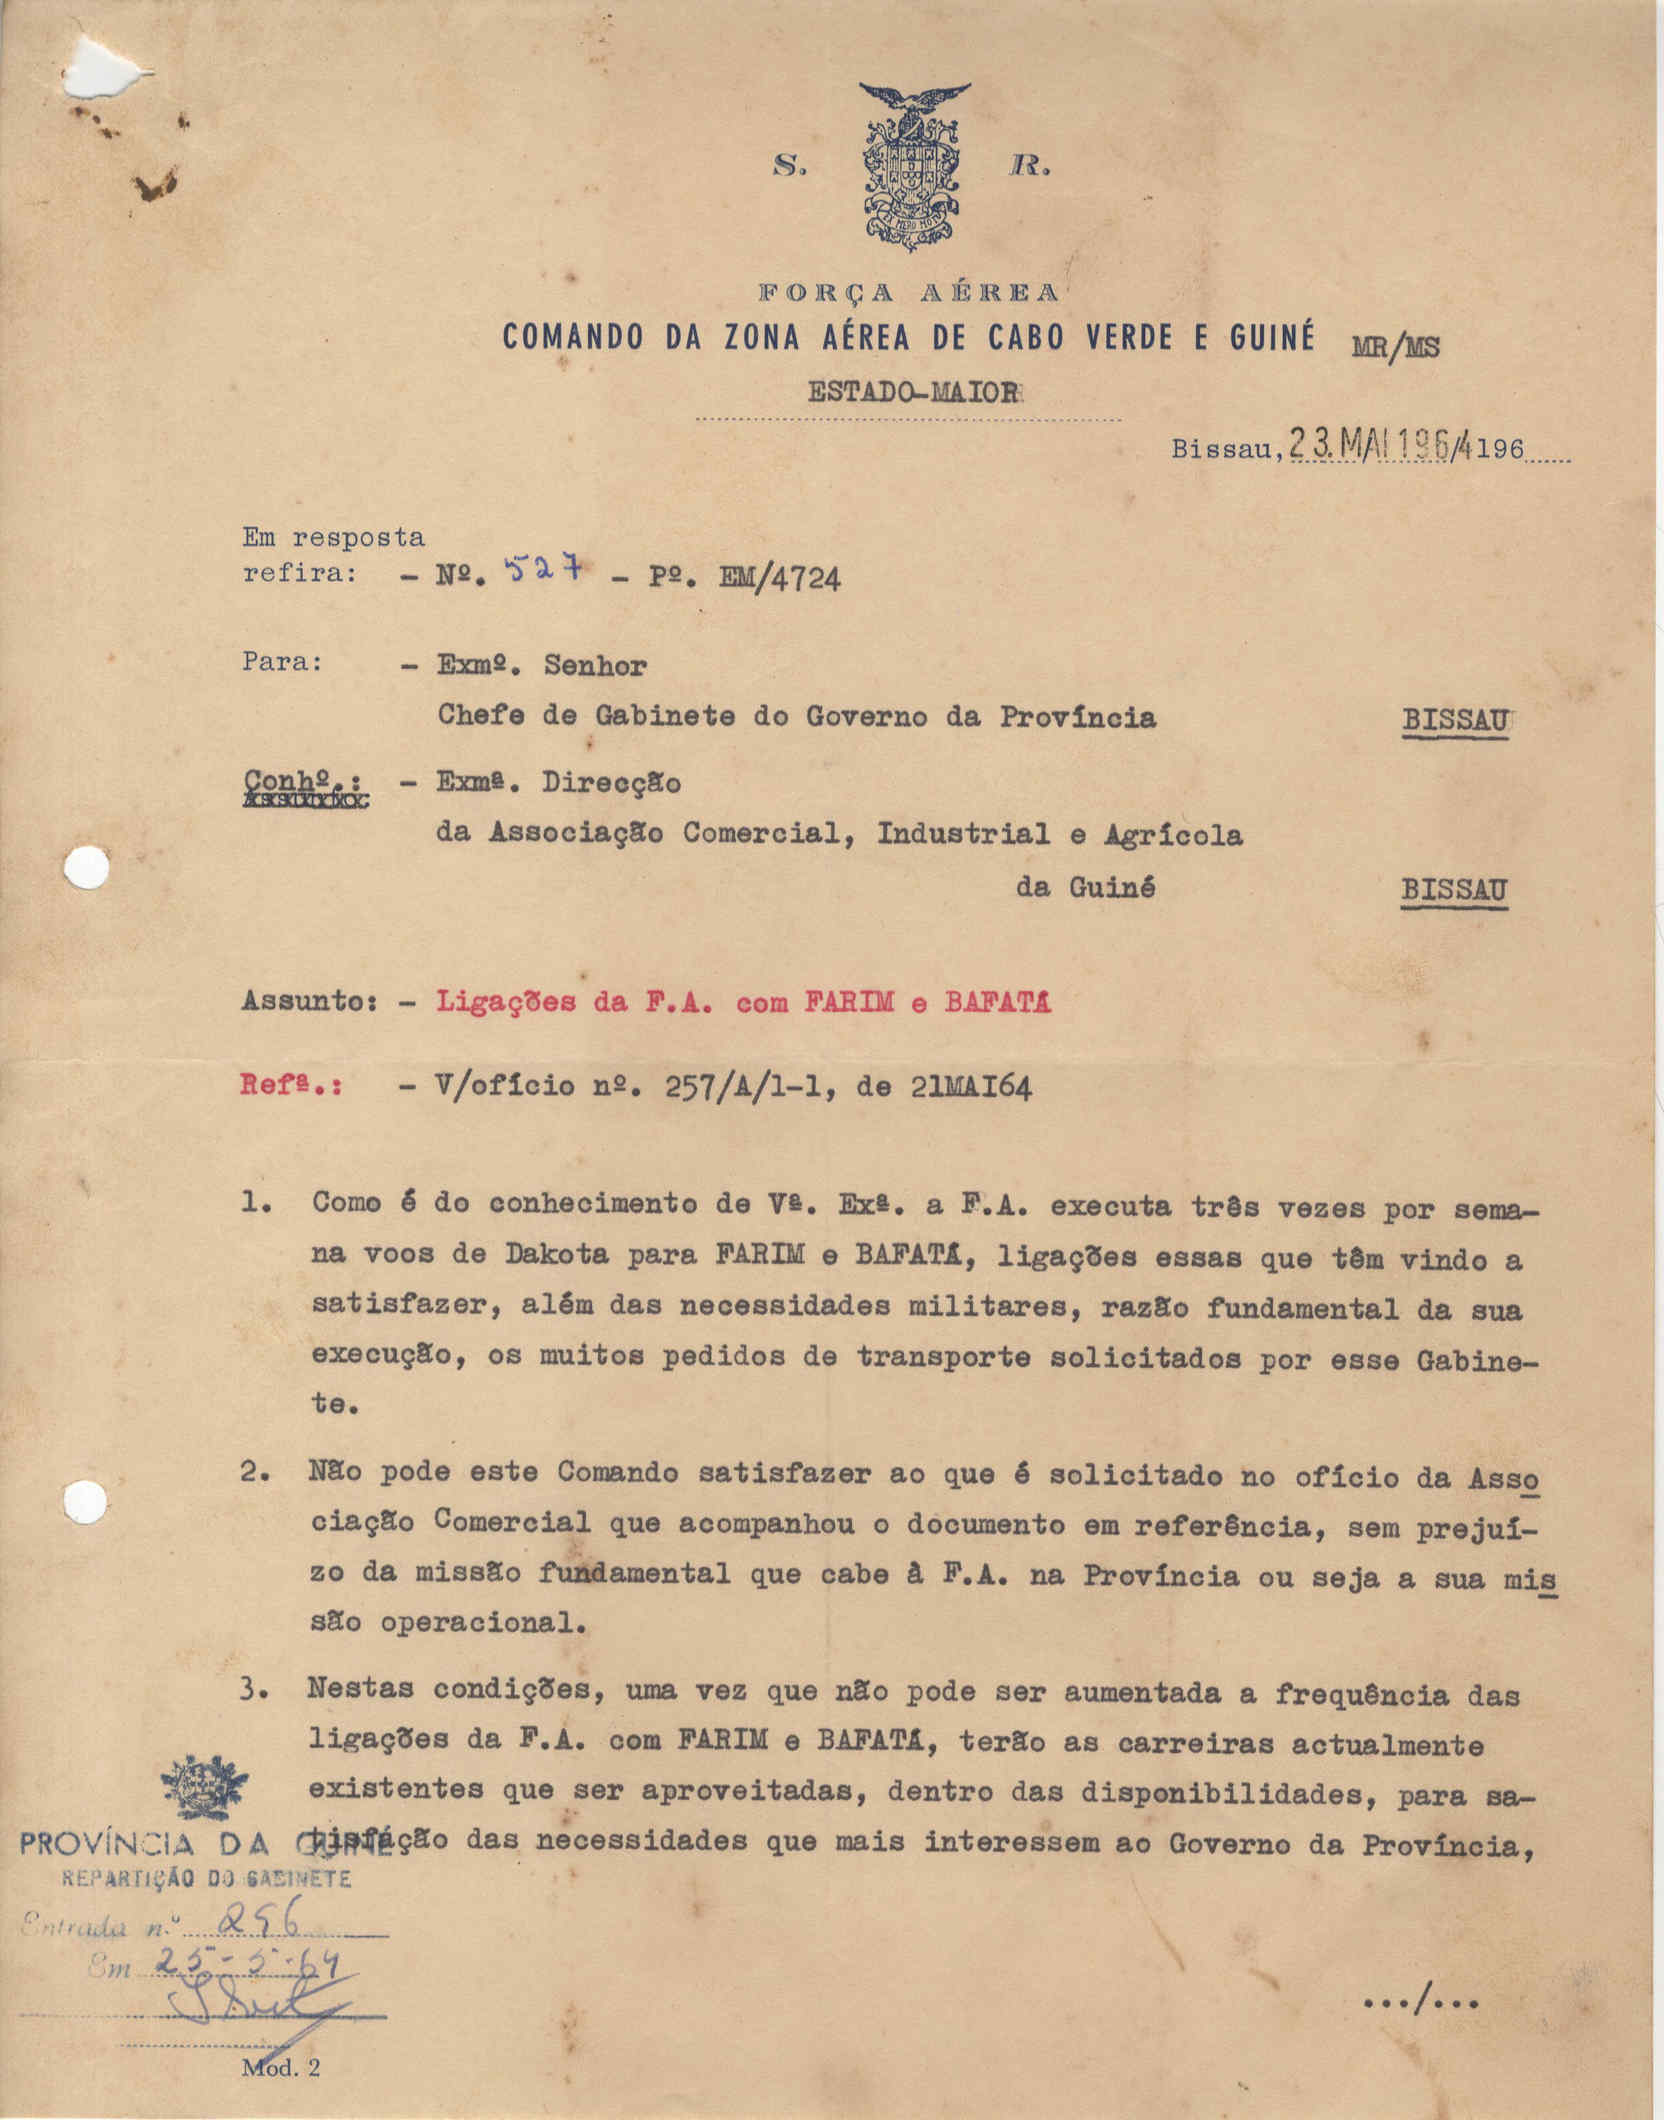 S. R.
EX MERO MOTU
FORÇA AÉREA
COMANDO DA ZONA AÉREA DE CABO VERDE E GUINÉ MR/MS
ESTADO-MAIOR
Bissau, 23. MAI 1964 196
Em resposta
refira: - Nº. 527 - Pº. EM/4724
Para: - Exmº. Senhor
Chefe de Gabinete do Governo da Província BISSAU
Conhº.: - Exmª. Direcção
da Associação Comercial, Industrial e Agrícola
da Guiné BISSAU
Assunto: - Ligações da F.A. com FARIM e BAFATÁ
Refª.: - V/ofício nº. 257/A/1-1, de 21MAI64
1. Como é do conhecimento de Vª. Exª. a F.A. executa três vezes por sema-
na voos de Dakota para FARIM e BAFATÁ, ligações essas que têm vindo a
satisfazer, além das necessidades militares, razão fundamental da sua
execução, os muitos pedidos de transporte solicitados por esse Gabine-
te.
2. Não pode este Comando satisfazer ao que é solicitado no ofício da Asso
ciação Comercial que acompanhou o documento em referência, sem prejuí-
zo da missão fundamental que cabe à F.A. na Província ou seja a sua mis
são operacional.
3. Nestas condições, uma vez que não pode ser aumentada a frequência das
ligações da F.A. com FARIM e BAFATÁ, terão as carreiras actualmente
existentes que ser aproveitadas, dentro das disponibilidades, para sa-
tisfação das necessidades que mais interessem ao Governo da Província,
PROVÍNCIA DA GUINÉ
REPARTIÇÃO DO GABINETE
Entrada n.º 296
Em 25-5-64
.../...
Mod. 2